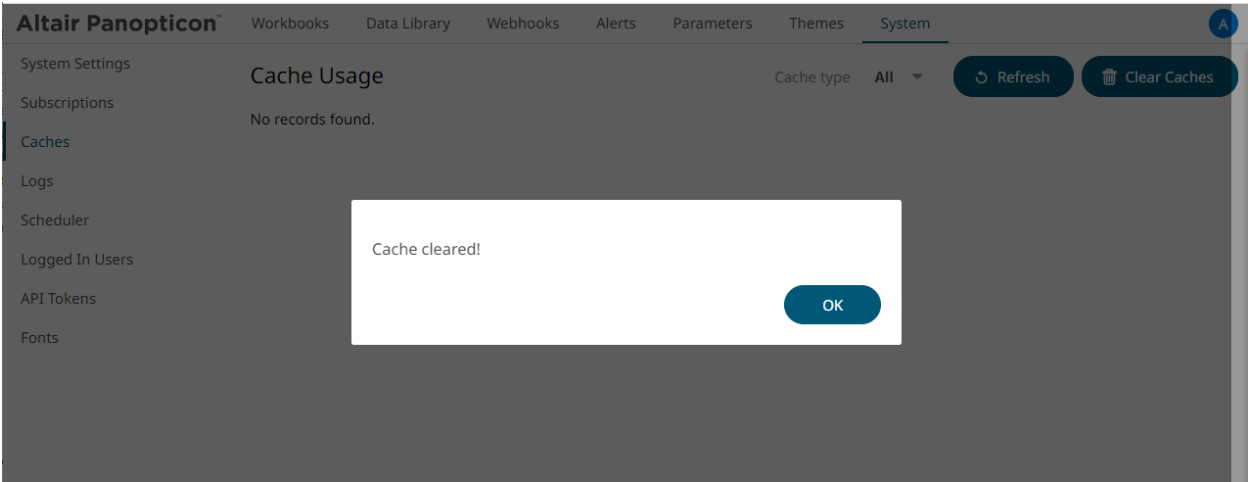 Altair Panopticon™ Workbooks Data Library Webhooks Alerts Parameters Themes System A
System Settings
Cache Usage Cache type All Refresh Clear Caches
Subscriptions
No records found.
Caches
Logs
Scheduler
Cache cleared!
Logged In Users
API Tokens
OK
Fonts